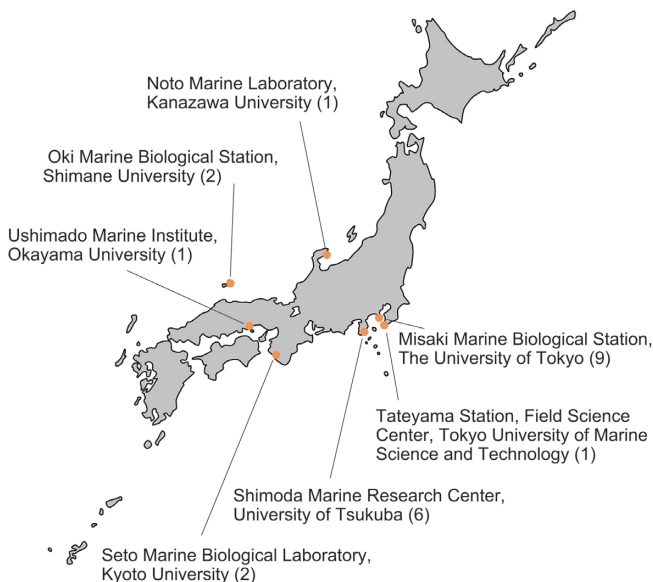 Noto Marine Laboratory,
Kanazawa University (1)
Oki Marine Biological Station,
Shimane University (2)
Ushimado Marine Institute,
Okayama University (1)
Misaki Marine Biological Station,
The University of Tokyo (9)
Tateyama Station, Field Science
Center, Tokyo University of Marine
Science and Technology (1)
Shimoda Marine Research Center,
University of Tsukuba (6)
Seto Marine Biological Laboratory,
Kyoto University (2)